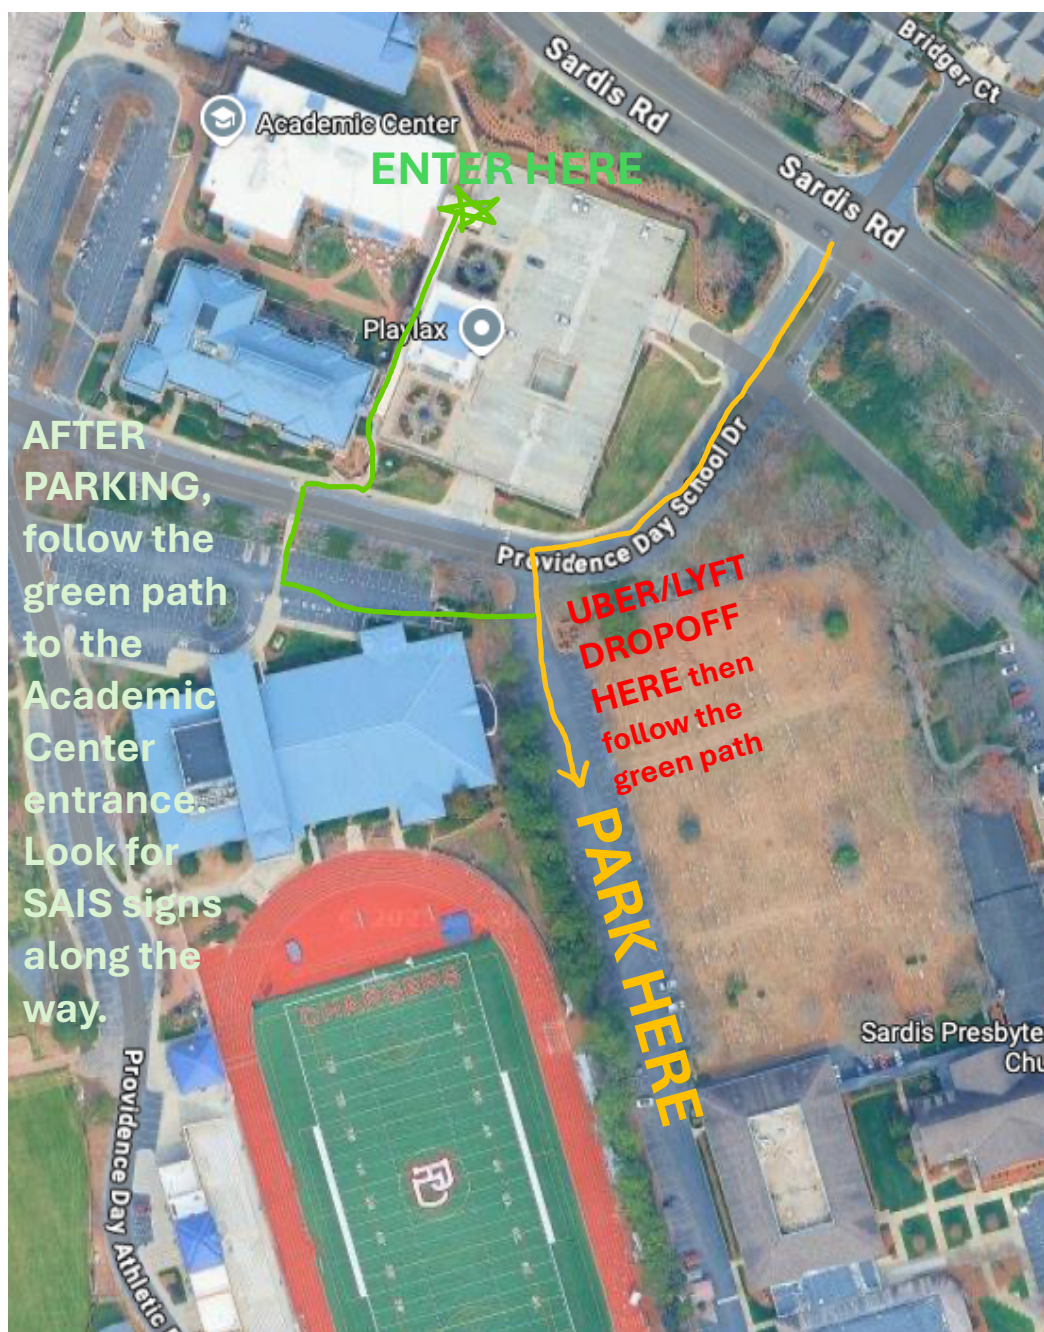 Bridger Ct
Sardis Rd
Academic Center
ENTER HERE
Sardis Rd
Playlax
AFTER
PARKING,
follow the
green path
to the
Academic
Center
entrance.
Look for
SAIS signs
along the
way.
Providence Day School Dr
UBER/LYFT
DROPOFF
HERE then
follow the
green path
PARK HERE
CHARGERS
Sardis Presbyte
Chu
PD
Providence Day Athletic